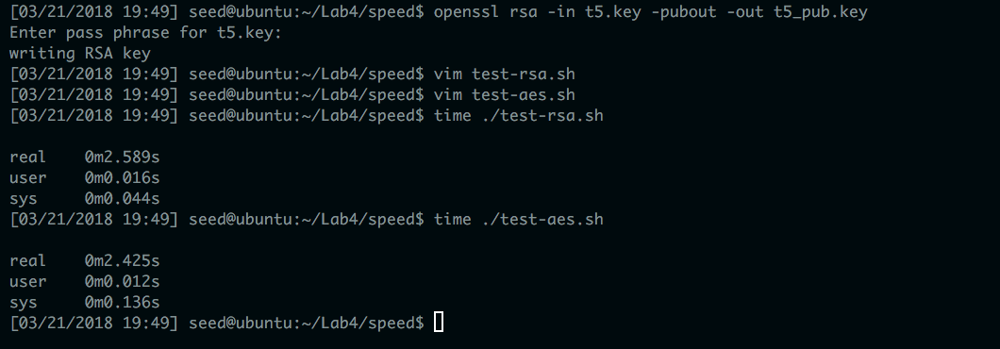 [03/21/2018 19:49] seed@ubuntu:~/Lab4/speed$ openssl rsa -in t5.key -pubout -out t5_pub.key
Enter pass phrase for t5.key:
writing RSA key
[03/21/2018 19:49] seed@ubuntu:~/Lab4/speed$ vim test-rsa.sh
[03/21/2018 19:49] seed@ubuntu:~/Lab4/speed$ vim test-aes.sh
[03/21/2018 19:49] seed@ubuntu:~/Lab4/speed$ time ./test-rsa.sh
real    0m2.589s
user    0m0.016s
sys     0m0.044s
[03/21/2018 19:49] seed@ubuntu:~/Lab4/speed$ time ./test-aes.sh
real    0m2.425s
user    0m0.012s
sys     0m0.136s
[03/21/2018 19:49] seed@ubuntu:~/Lab4/speed$